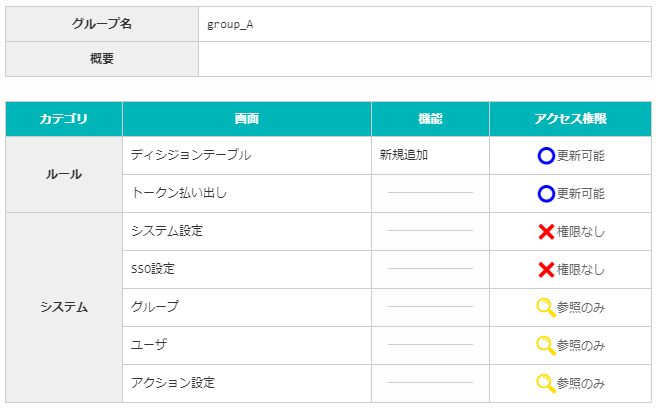 グループ名 group_A
概要
カテゴリ 画面 機能 アクセス権限
ルール ディシジョンテーブル 新規追加 更新可能
トークン払い出し 更新可能
システム システム設定 権限なし
SSO設定 権限なし
グループ 参照のみ
ユーザ 参照のみ
アクション設定 参照のみ